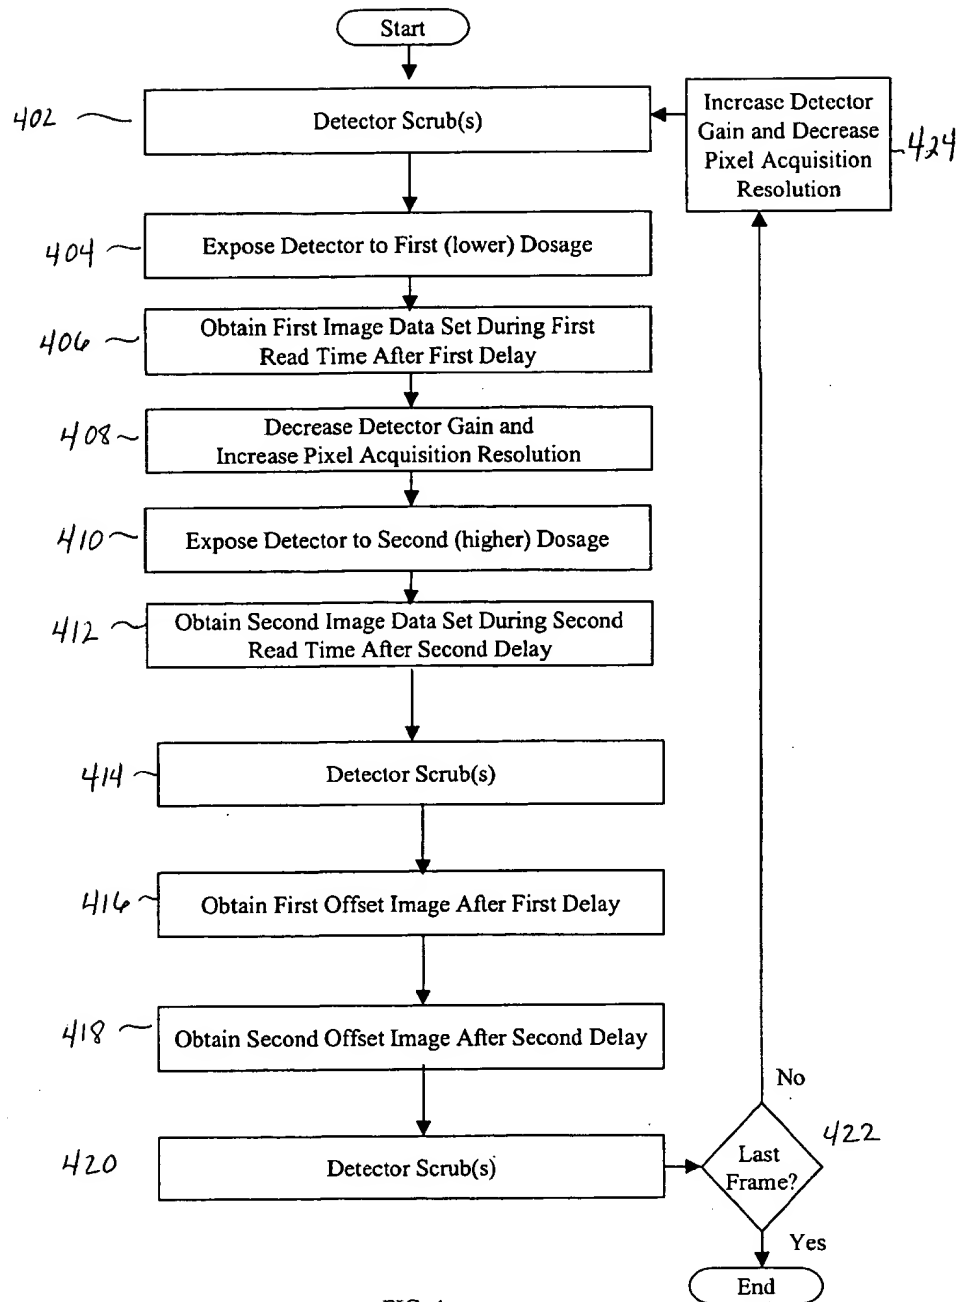 Start
402
Detector Scrub(s)
Increase Detector
Gain and Decrease
Pixel Acquisition
Resolution
424
404
Expose Detector to First (lower) Dosage
406
Obtain First Image Data Set During First
Read Time After First Delay
408
Decrease Detector Gain and
Increase Pixel Acquisition Resolution
410
Expose Detector to Second (higher) Dosage
412
Obtain Second Image Data Set During Second
Read Time After Second Delay
414
Detector Scrub(s)
416
Obtain First Offset Image After First Delay
418
Obtain Second Offset Image After Second Delay
No
420
Detector Scrub(s)
Last
Frame?
422
Yes
End